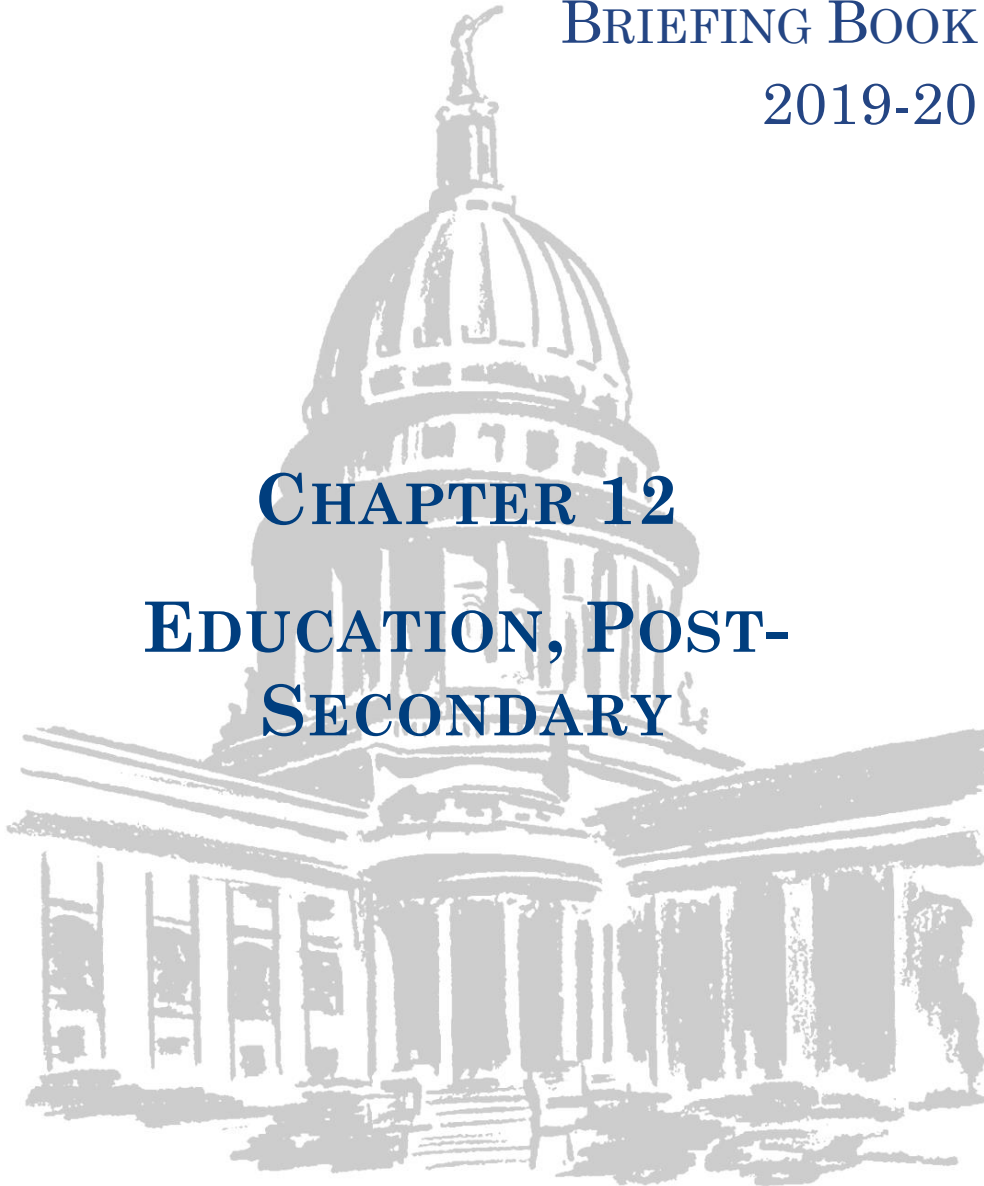 BRIEFING BOOK
2019-20
CHAPTER 12
EDUCATION, POST-
SECONDARY